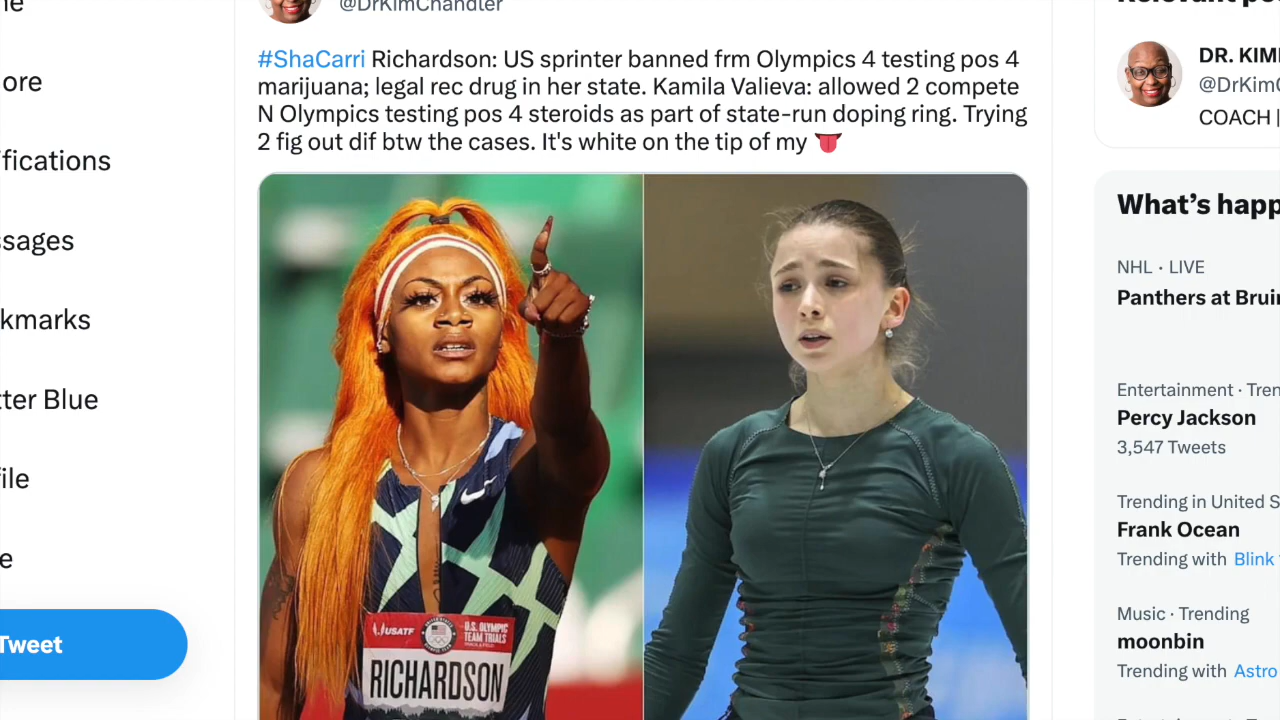 ore
fications
ssages
kmarks
tter Blue
file
e
Tweet
@DrKimChandler
#ShaCarri Richardson: US sprinter banned frm Olympics 4 testing pos 4
marijuana; legal rec drug in her state. Kamila Valieva: allowed 2 compete
N Olympics testing pos 4 steroids as part of state-run doping ring. Trying
2 fig out dif btw the cases. It's white on the tip of my
USATF
U.S. OLYMPIC
TEAM TRIALS
RICHARDSON
DR. KIM
@DrKimC
COACH |
What's happ
NHL · LIVE
Panthers at Bruin
Entertainment · Tren
Percy Jackson
3,547 Tweets
Trending in United S
Frank Ocean
Trending with Blink
Music · Trending
moonbin
Trending with Astro